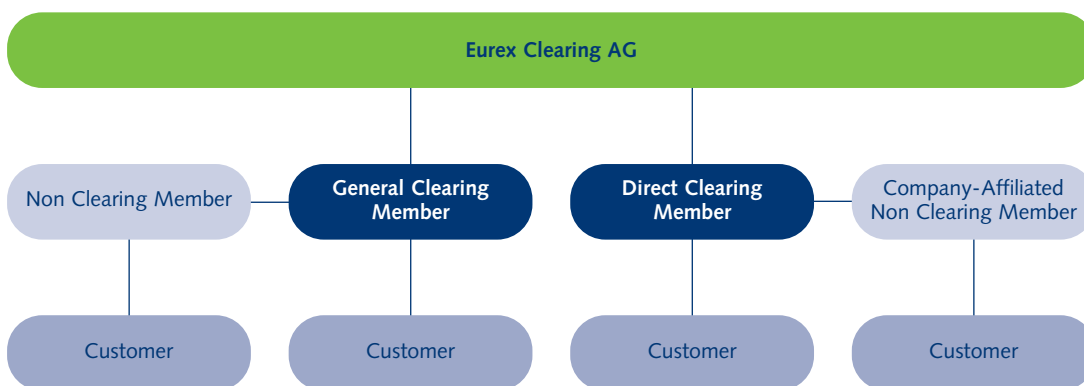 Eurex Clearing AG
Non Clearing Member
General Clearing
Member
Direct Clearing
Member
Company-Affiliated
Non Clearing Member
Customer
Customer
Customer
Customer